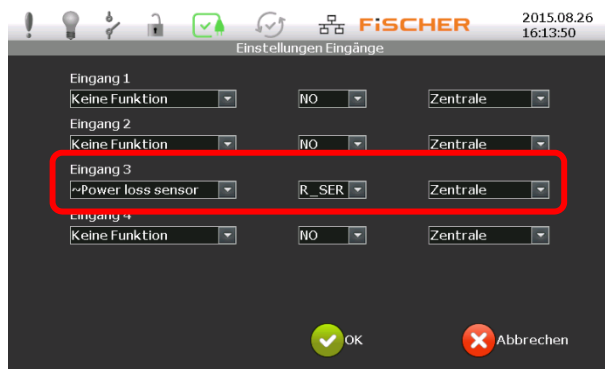 FiSCHER 2015.08.26
16:13:50
Einstellungen Eingänge
Eingang 1
Keine Funktion NO Zentrale
Eingang 2
Keine Funktion NO Zentrale
Eingang 3
~Power loss sensor R_SER Zentrale
Eingang 4
Keine Funktion NO Zentrale
OK Abbrechen